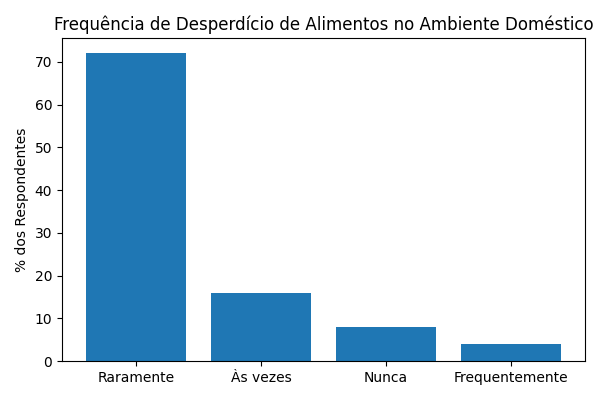 Frequência de Desperdício de Alimentos no Ambiente Doméstico
% dos Respondentes
70
60
50
40
30
20
10
0
Raramente
Às vezes
Nunca
Frequentemente